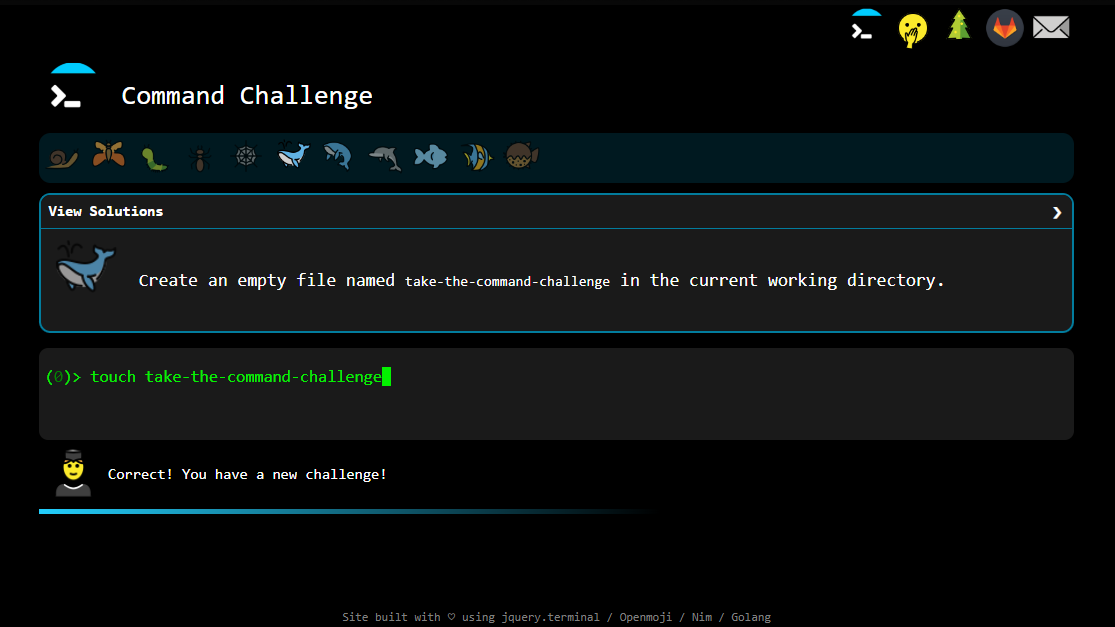 Command Challenge
View Solutions
Create an empty file named take-the-command-challenge in the current working directory.
(0)> touch take-the-command-challenge
Correct! You have a new challenge!
Site built with ♡ using jquery.terminal / Openmoji / Nim / Golang